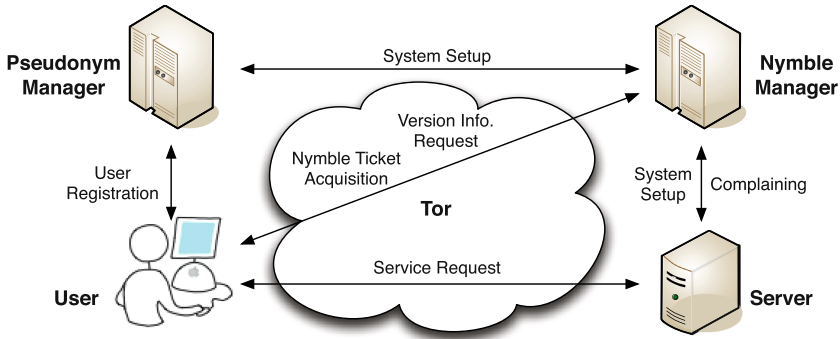 System Setup
Pseudonym
Manager
Nymble
Manager
Version Info.
Request
Nymble Ticket
Acquisition
User
Registration
System
Setup
Complaining
Tor
Service Request
User
Server